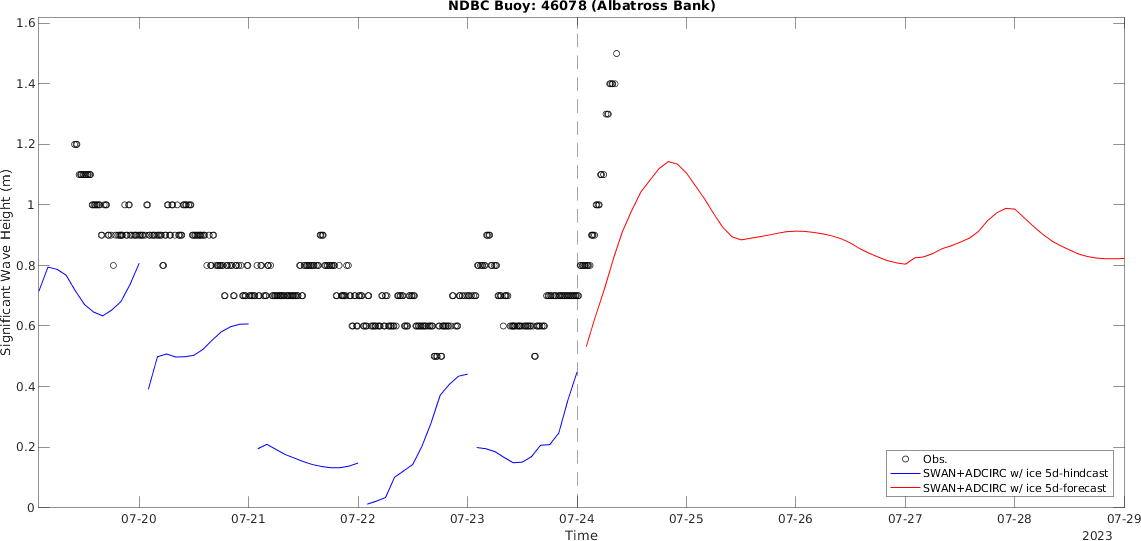 NDBC Buoy: 46078 (Albatross Bank)
Significant Wave Height (m)
1.6
1.4
1.2
1
0.8
0.6
0.4
0.2
0
Obs.
SWAN+ADCIRC w/ ice 5d-hindcast
SWAN+ADCIRC w/ ice 5d-forecast
07-20 07-21 07-22 07-23 07-24 07-25 07-26 07-27 07-28 07-29
Time
2023